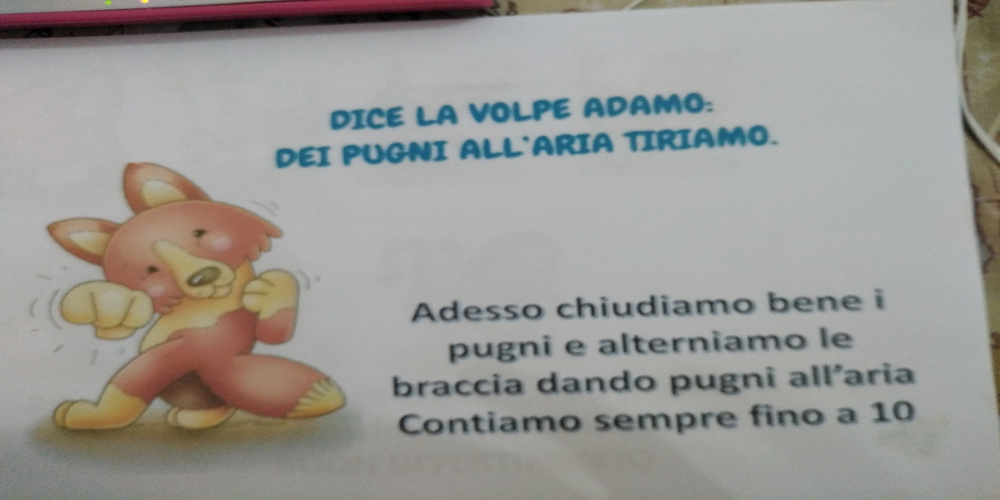 DICE LA VOLPE ADAMO:
DEI PUGNI ALL'ARIA TIRIAMO.
Adesso chiudiamo bene i
pugni e alterniamo le
braccia dando pugni all'aria
Contiamo sempre fino a 10